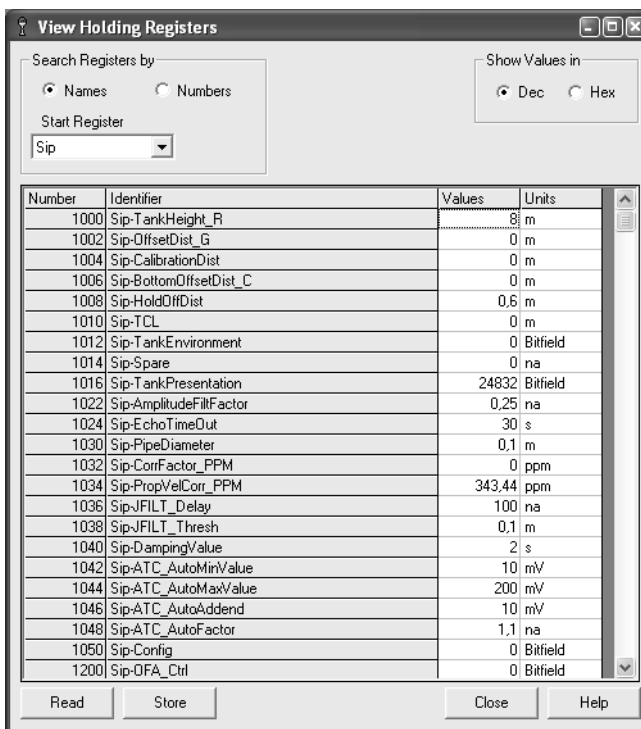 View Holding Registers
Search Registers by
Names Numbers
Start Register
Sip
Show Values in
Dec Hex
Number Identifier Values Units
1000 Sip-TankHeight_R 8 m
1002 Sip-OffsetDist_G 0 m
1004 Sip-CalibrationDist 0 m
1006 Sip-BottomOffsetDist_C 0 m
1008 Sip-HoldOffDist 0,6 m
1010 Sip-TCL 0 m
1012 Sip-TankEnvironment 0 Bitfield
1014 Sip-Spare 0 na
1016 Sip-TankPresentation 24832 Bitfield
1022 Sip-AmplitudeFiltFactor 0,25 na
1024 Sip-EchoTimeOut 30 s
1030 Sip-PipeDiameter 0,1 m
1032 Sip-CorrFactor_PPM 0 ppm
1034 Sip-PropVelCorr_PPM 343,44 ppm
1036 Sip-JFILT_Delay 100 na
1038 Sip-JFILT_Thresh 0,1 m
1040 Sip-DampingValue 2 s
1042 Sip-ATC_AutoMinValue 10 mV
1044 Sip-ATC_AutoMaxValue 200 mV
1046 Sip-ATC_AutoAddend 10 mV
1048 Sip-ATC_AutoFactor 1,1 na
1050 Sip-Config 0 Bitfield
1200 Sip-OFA_Ctrl 0 Bitfield
Read Store Close Help